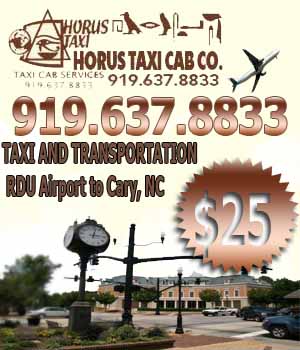 HORUS
TAXI
TAXI CAB SERVICES
919.637.8833
HORUS TAXI CAB CO.
919.637.8833
919.637.8833
TAXI AND TRANSPORTATION
RDU Airport to Cary, NC
$25